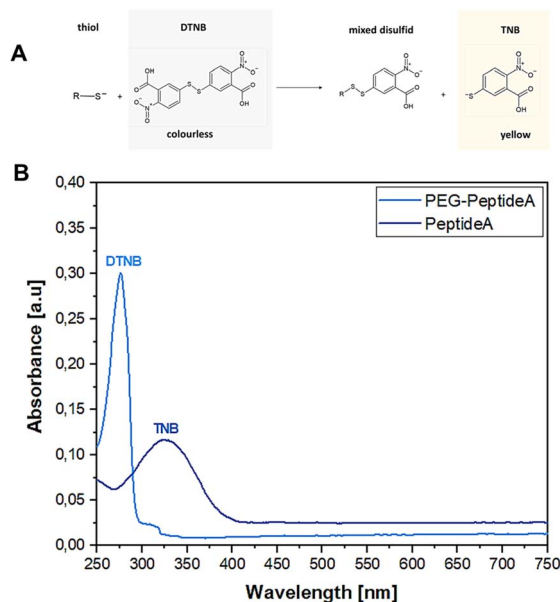 A
thiol
DTNB
mixed disulfid
TNB
R—S⁻ + OH O S S N⁺ O⁻ O⁻ N⁺ O O HO
R S S N⁺ O O⁻ O OH + ⁻S N⁺ O O⁻ O OH
colourless
yellow
B
PEG-PeptideA
PeptideA
DTNB
TNB
Absorbance [a.u]
0,40
0,35
0,30
0,25
0,20
0,15
0,10
0,05
0,00
250 300 350 400 450 500 550 600 650 700 750
Wavelength [nm]